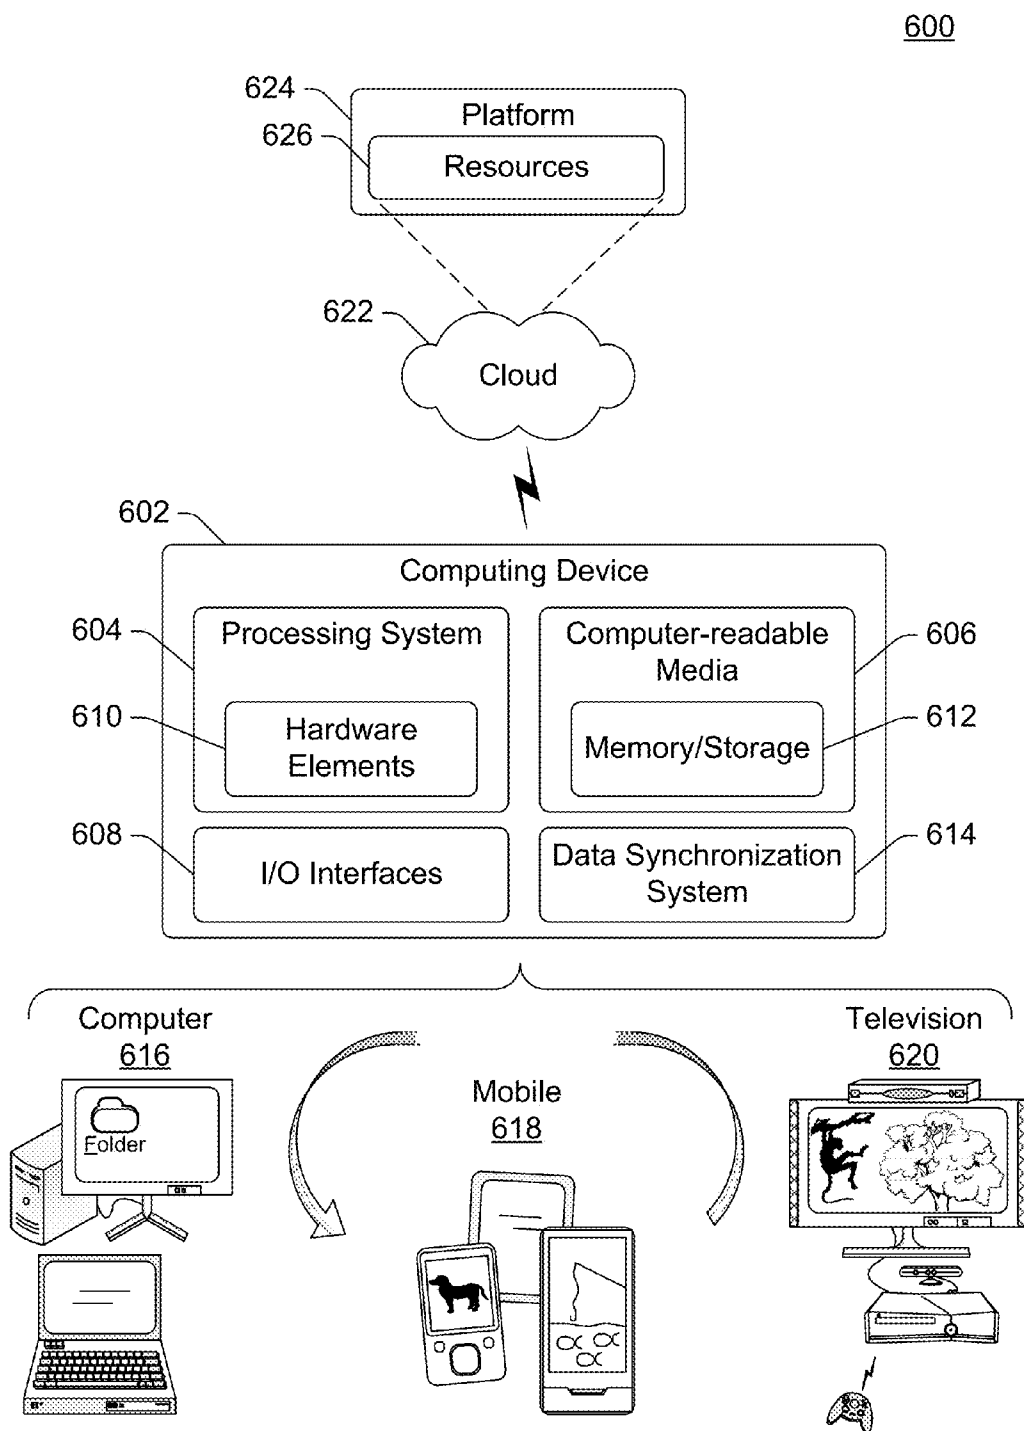 600
624
Platform
626
Resources
622
Cloud
602
Computing Device
604
Processing System
Computer-readable
Media
606
610
Hardware
Elements
Memory/Storage
612
608
I/O Interfaces
Data Synchronization
System
614
Computer
616
Mobile
618
Television
620
Folder